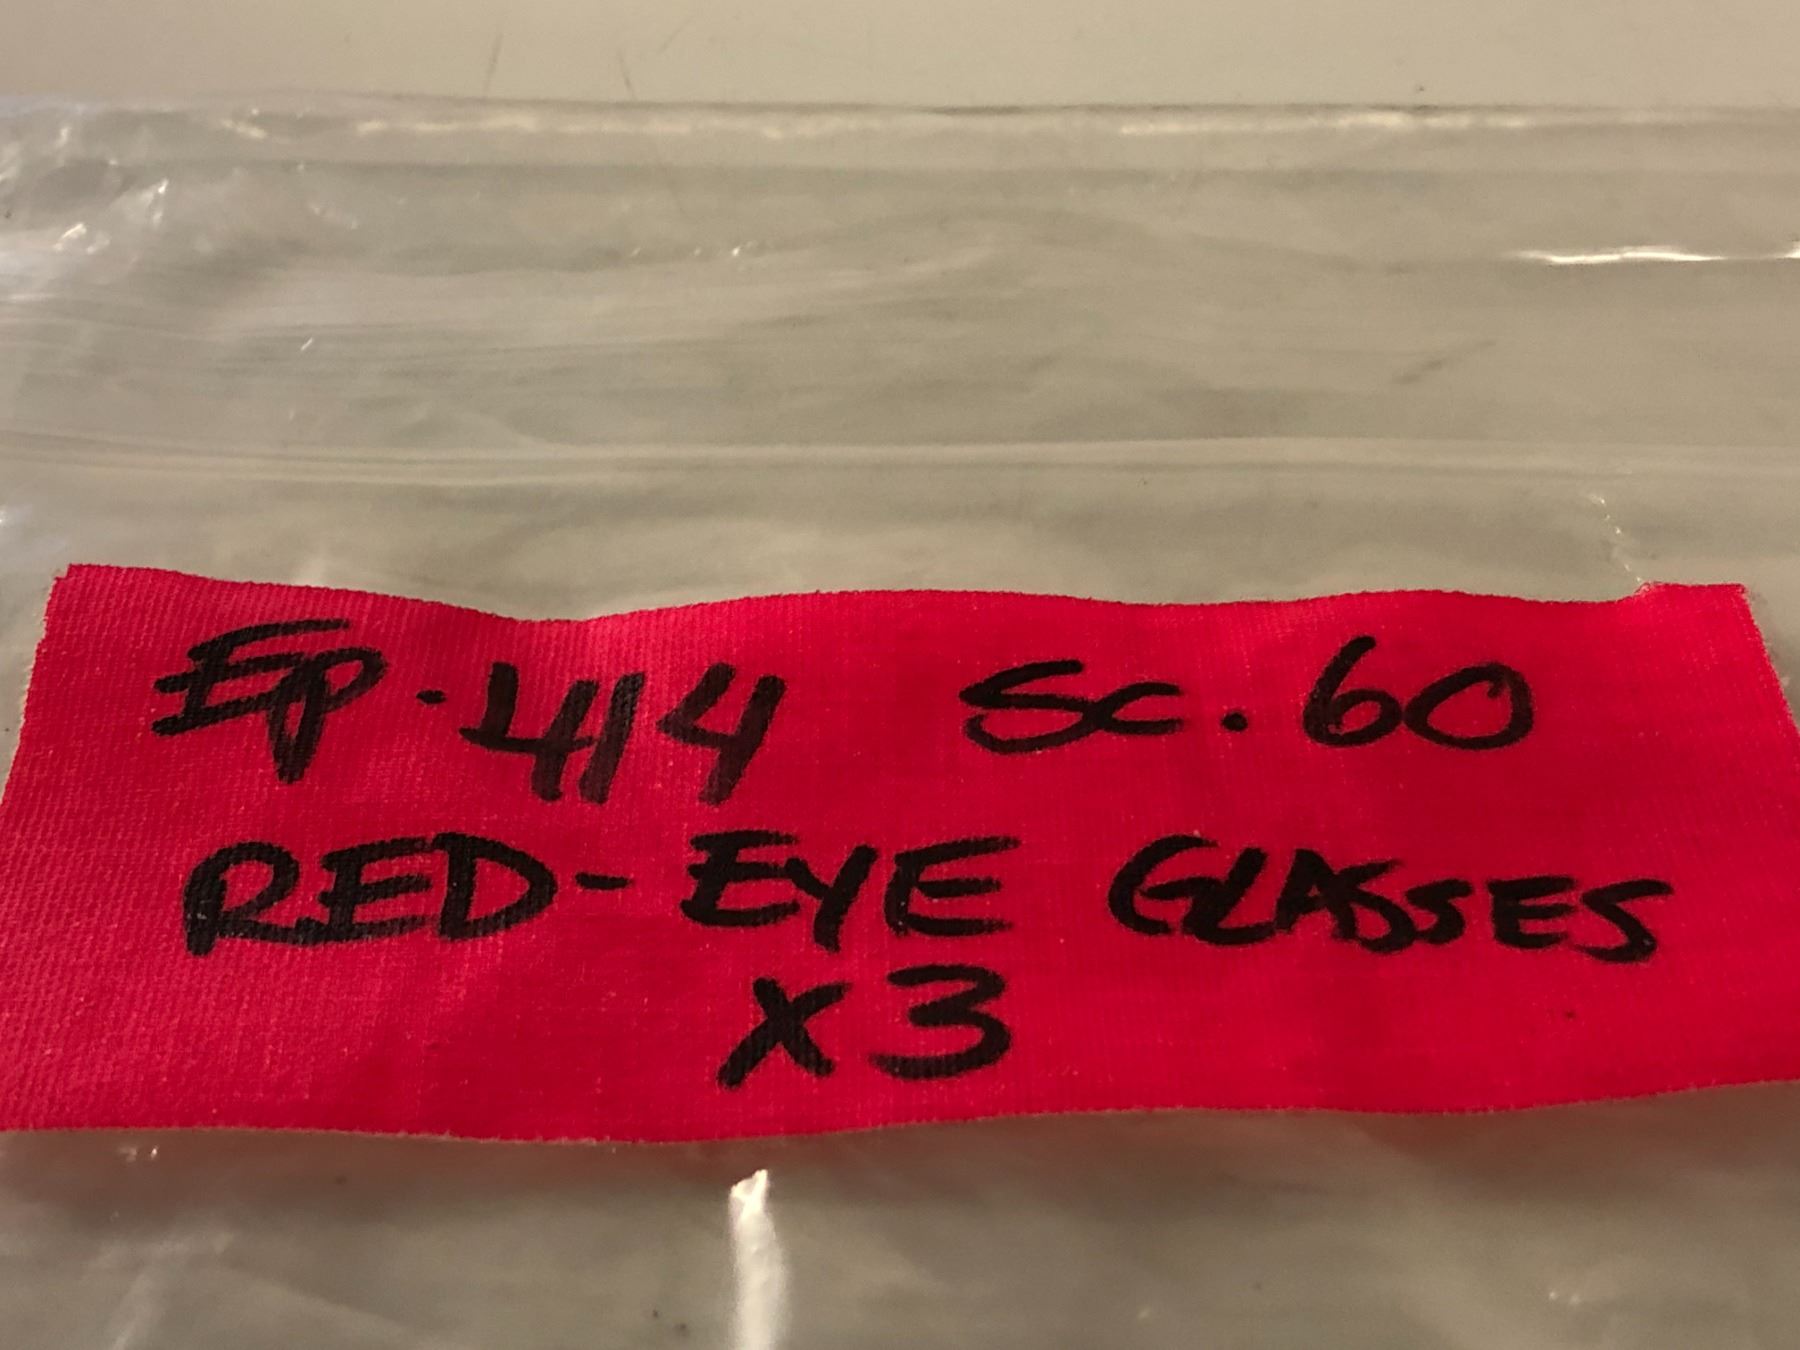 Ep. 414 Sc. 60
RED-EYE GLASSES
X3